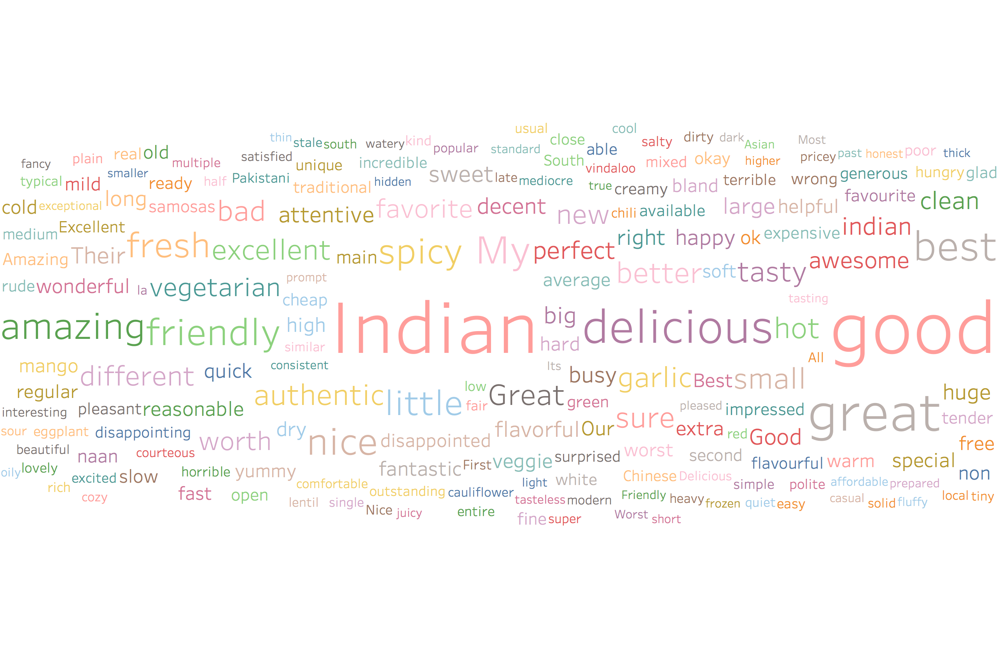 usual cool
thin stale south watery kind popular standard close able salty dirty dark Asian Most
fancy plain real old multiple satisfied unique incredible South vindaloo mixed okay higher pricey past honest poor thick
typical mild smaller ready half Pakistani traditional hidden sweet late mediocre true creamy bland terrible wrong generous hungry glad
cold exceptional long samosas bad attentive favorite decent new chili available large helpful favourite clean
medium Excellent right happy ok expensive indian
Amazing Their fresh excellent main spicy My perfect awesome best
rude wonderful la vegetarian prompt average better soft tasty
cheap tasting
amazing friendly high Indian big delicious hot good
similar hard
mango different quick consistent Its busy garlic Best small All
regular authentic little low Great green huge
interesting pleasant reasonable fair sure pleased impressed great tender
sour eggplant disappointing dry nice disappointed flavorful Our extra red Good free
beautiful naan courteous worth veggie surprised worst second flavourful warm special
oily lovely excited slow horrible yummy fantastic First light white Chinese Delicious simple polite affordable prepared non
rich cozy fast open comfortable outstanding cauliflower tasteless modern Friendly heavy frozen quiet easy casual solid fluffy local tiny
lentil single Nice juicy entire fine super Worst short